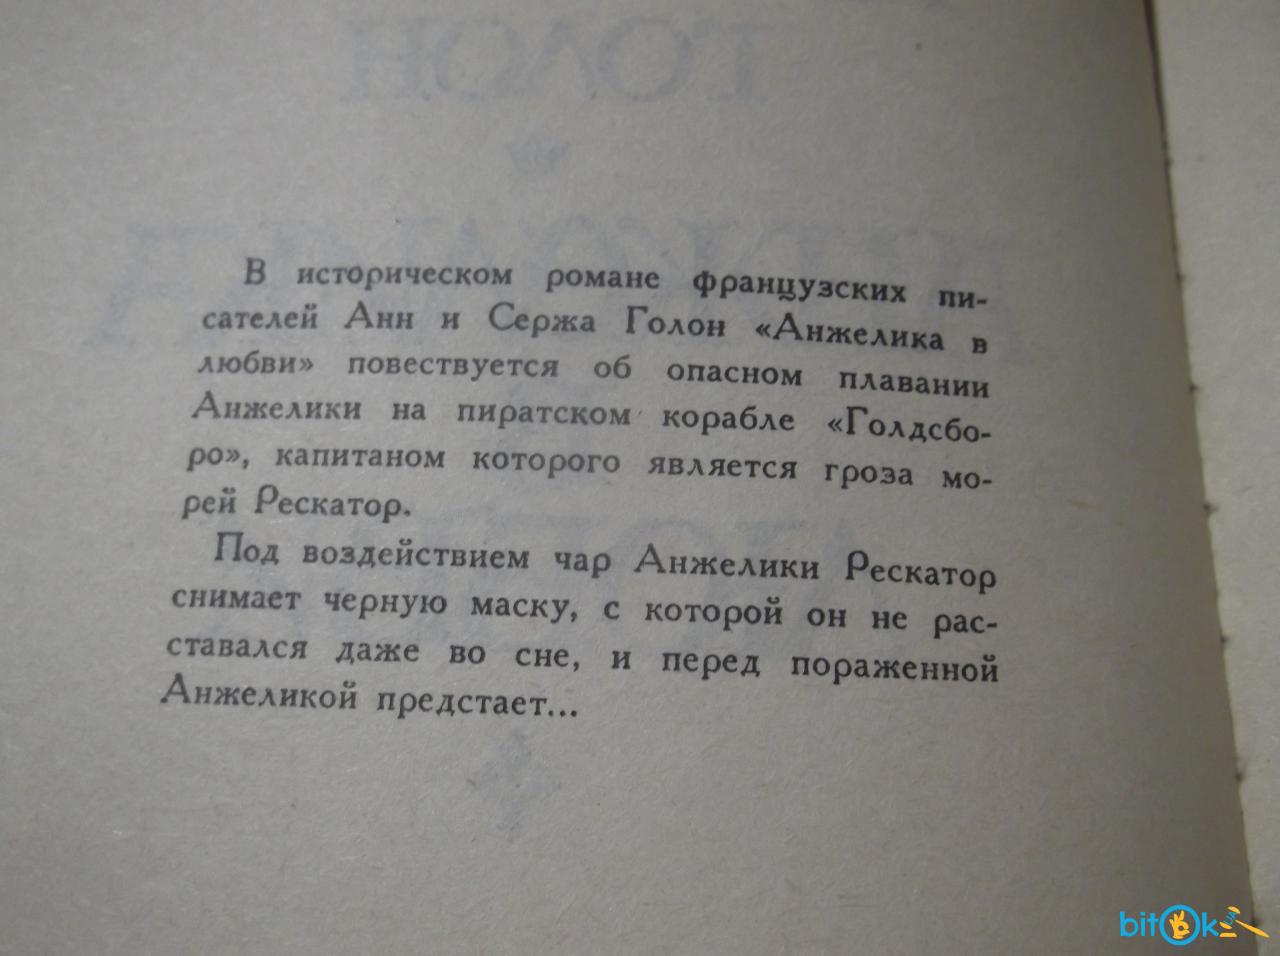 ГОЛОН
В историческом романе французских пи-
сателей Анн и Сержа Голон «Анжелика в
любви» повествуется об опасном плавании
Анжелики на пиратском корабле «Голдсбо-
ро», капитаном которого является гроза мо-
рей Рескатор.
Под воздействием чар Анжелики Рескатор
снимает черную маску, с которой он не рас-
ставался даже во сне, и перед пораженной
Анжеликой предстает...
bitOk
UA